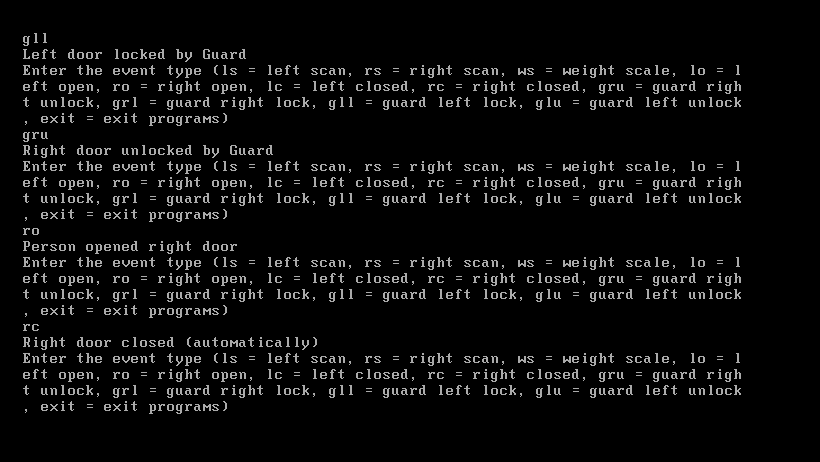 gll
Left door locked by Guard
Enter the event type (ls = left scan, rs = right scan, ws = weight scale, lo = l
eft open, ro = right open, lc = left closed, rc = right closed, gru = guard righ
t unlock, grl = guard right lock, gll = guard left lock, glu = guard left unlock
, exit = exit programs)
gru
Right door unlocked by Guard
Enter the event type (ls = left scan, rs = right scan, ws = weight scale, lo = l
eft open, ro = right open, lc = left closed, rc = right closed, gru = guard righ
t unlock, grl = guard right lock, gll = guard left lock, glu = guard left unlock
, exit = exit programs)
ro
Person opened right door
Enter the event type (ls = left scan, rs = right scan, ws = weight scale, lo = l
eft open, ro = right open, lc = left closed, rc = right closed, gru = guard righ
t unlock, grl = guard right lock, gll = guard left lock, glu = guard left unlock
, exit = exit programs)
rc
Right door closed (automatically)
Enter the event type (ls = left scan, rs = right scan, ws = weight scale, lo = l
eft open, ro = right open, lc = left closed, rc = right closed, gru = guard righ
t unlock, grl = guard right lock, gll = guard left lock, glu = guard left unlock
, exit = exit programs)